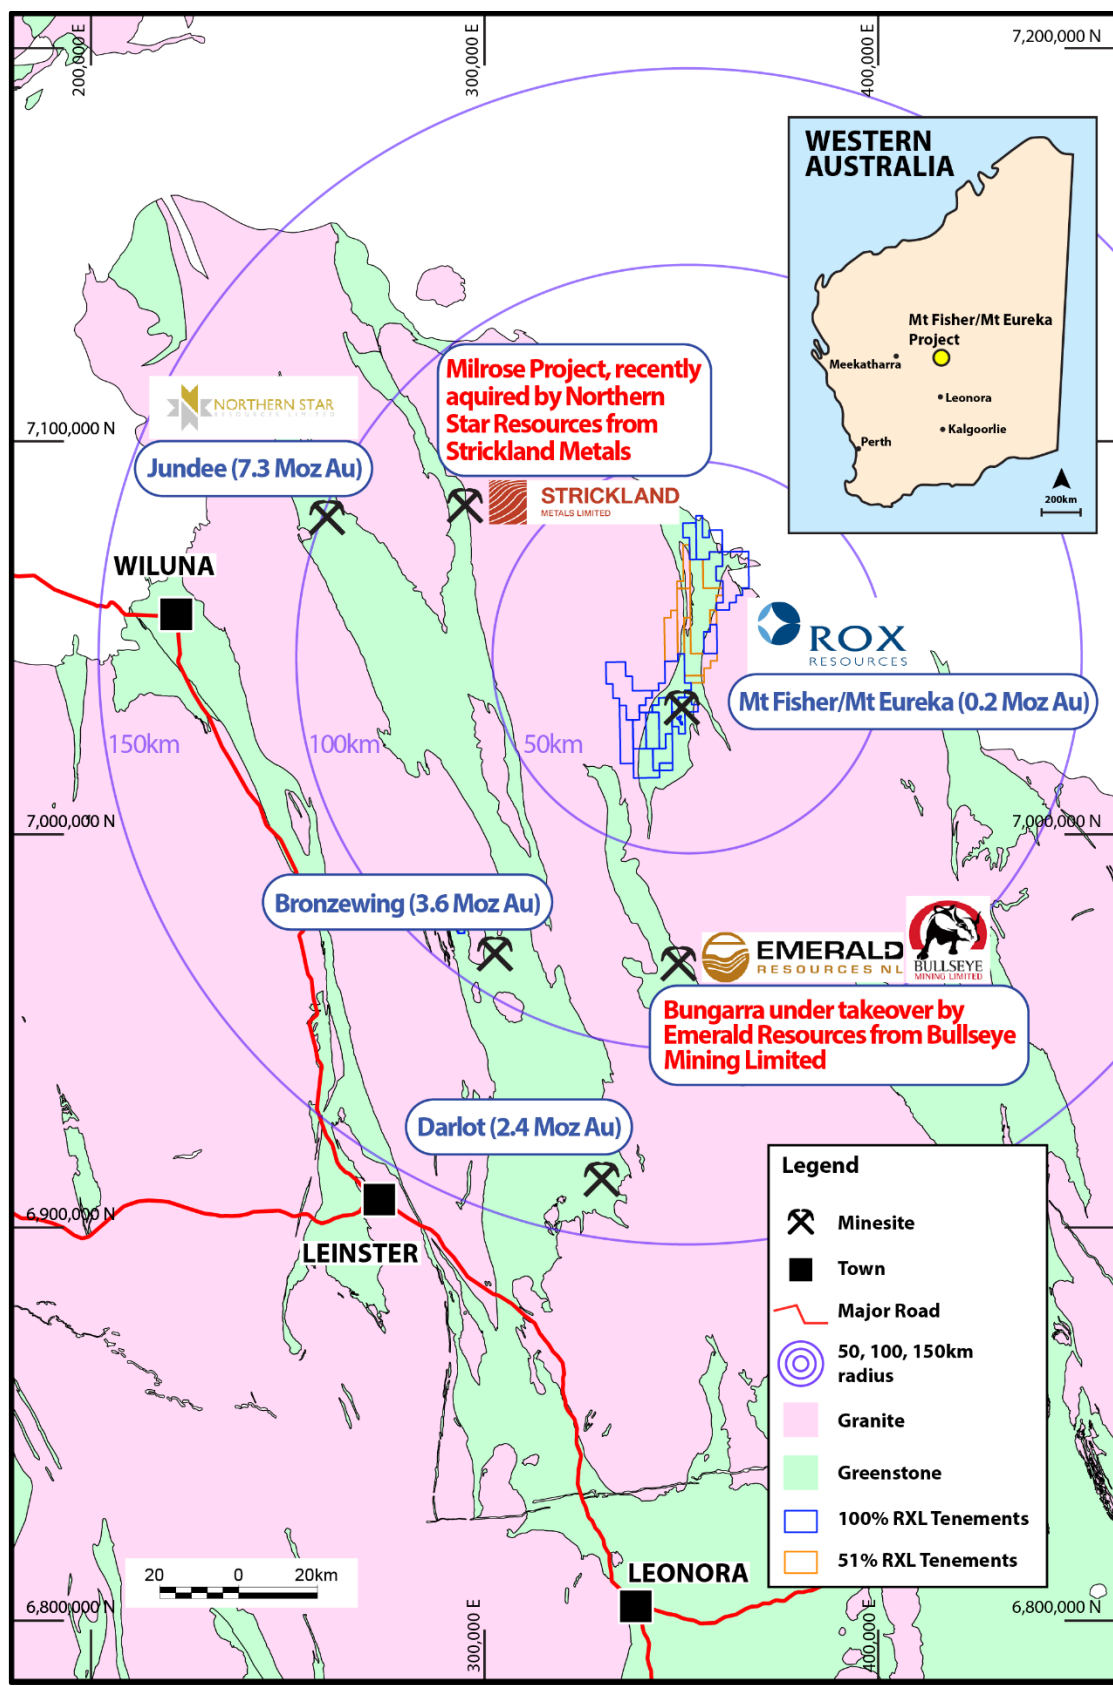 200,000 E
300,000 E
400,000 E
7,200,000 N
WESTERN
AUSTRALIA
Mt Fisher/Mt Eureka
Project
Meekatharra
Leonora
Kalgoorlie
Perth
200km
Milrose Project, recently
aquired by Northern
Star Resources from
Strickland Metals
NORTHERN STAR
RESOURCES LIMITED
7,100,000 N
Jundee (7.3 Moz Au)
STRICKLAND
METALS LIMITED
WILUNA
ROX
RESOURCES
Mt Fisher/Mt Eureka (0.2 Moz Au)
150km
100km
50km
7,000,000 N
7,000,000 N
Bronzewing (3.6 Moz Au)
EMERALD
RESOURCES NL
BULLSEYE
MINING LIMITED
Bungarra under takeover by
Emerald Resources from Bullseye
Mining Limited
Darlot (2.4 Moz Au)
6,900,000 N
LEINSTER
Legend
Minesite
Town
Major Road
50, 100, 150km
radius
Granite
Greenstone
100% RXL Tenements
51% RXL Tenements
20 0 20km
LEONORA
6,800,000 N
6,800,000 N
300,000 E
400,000 E